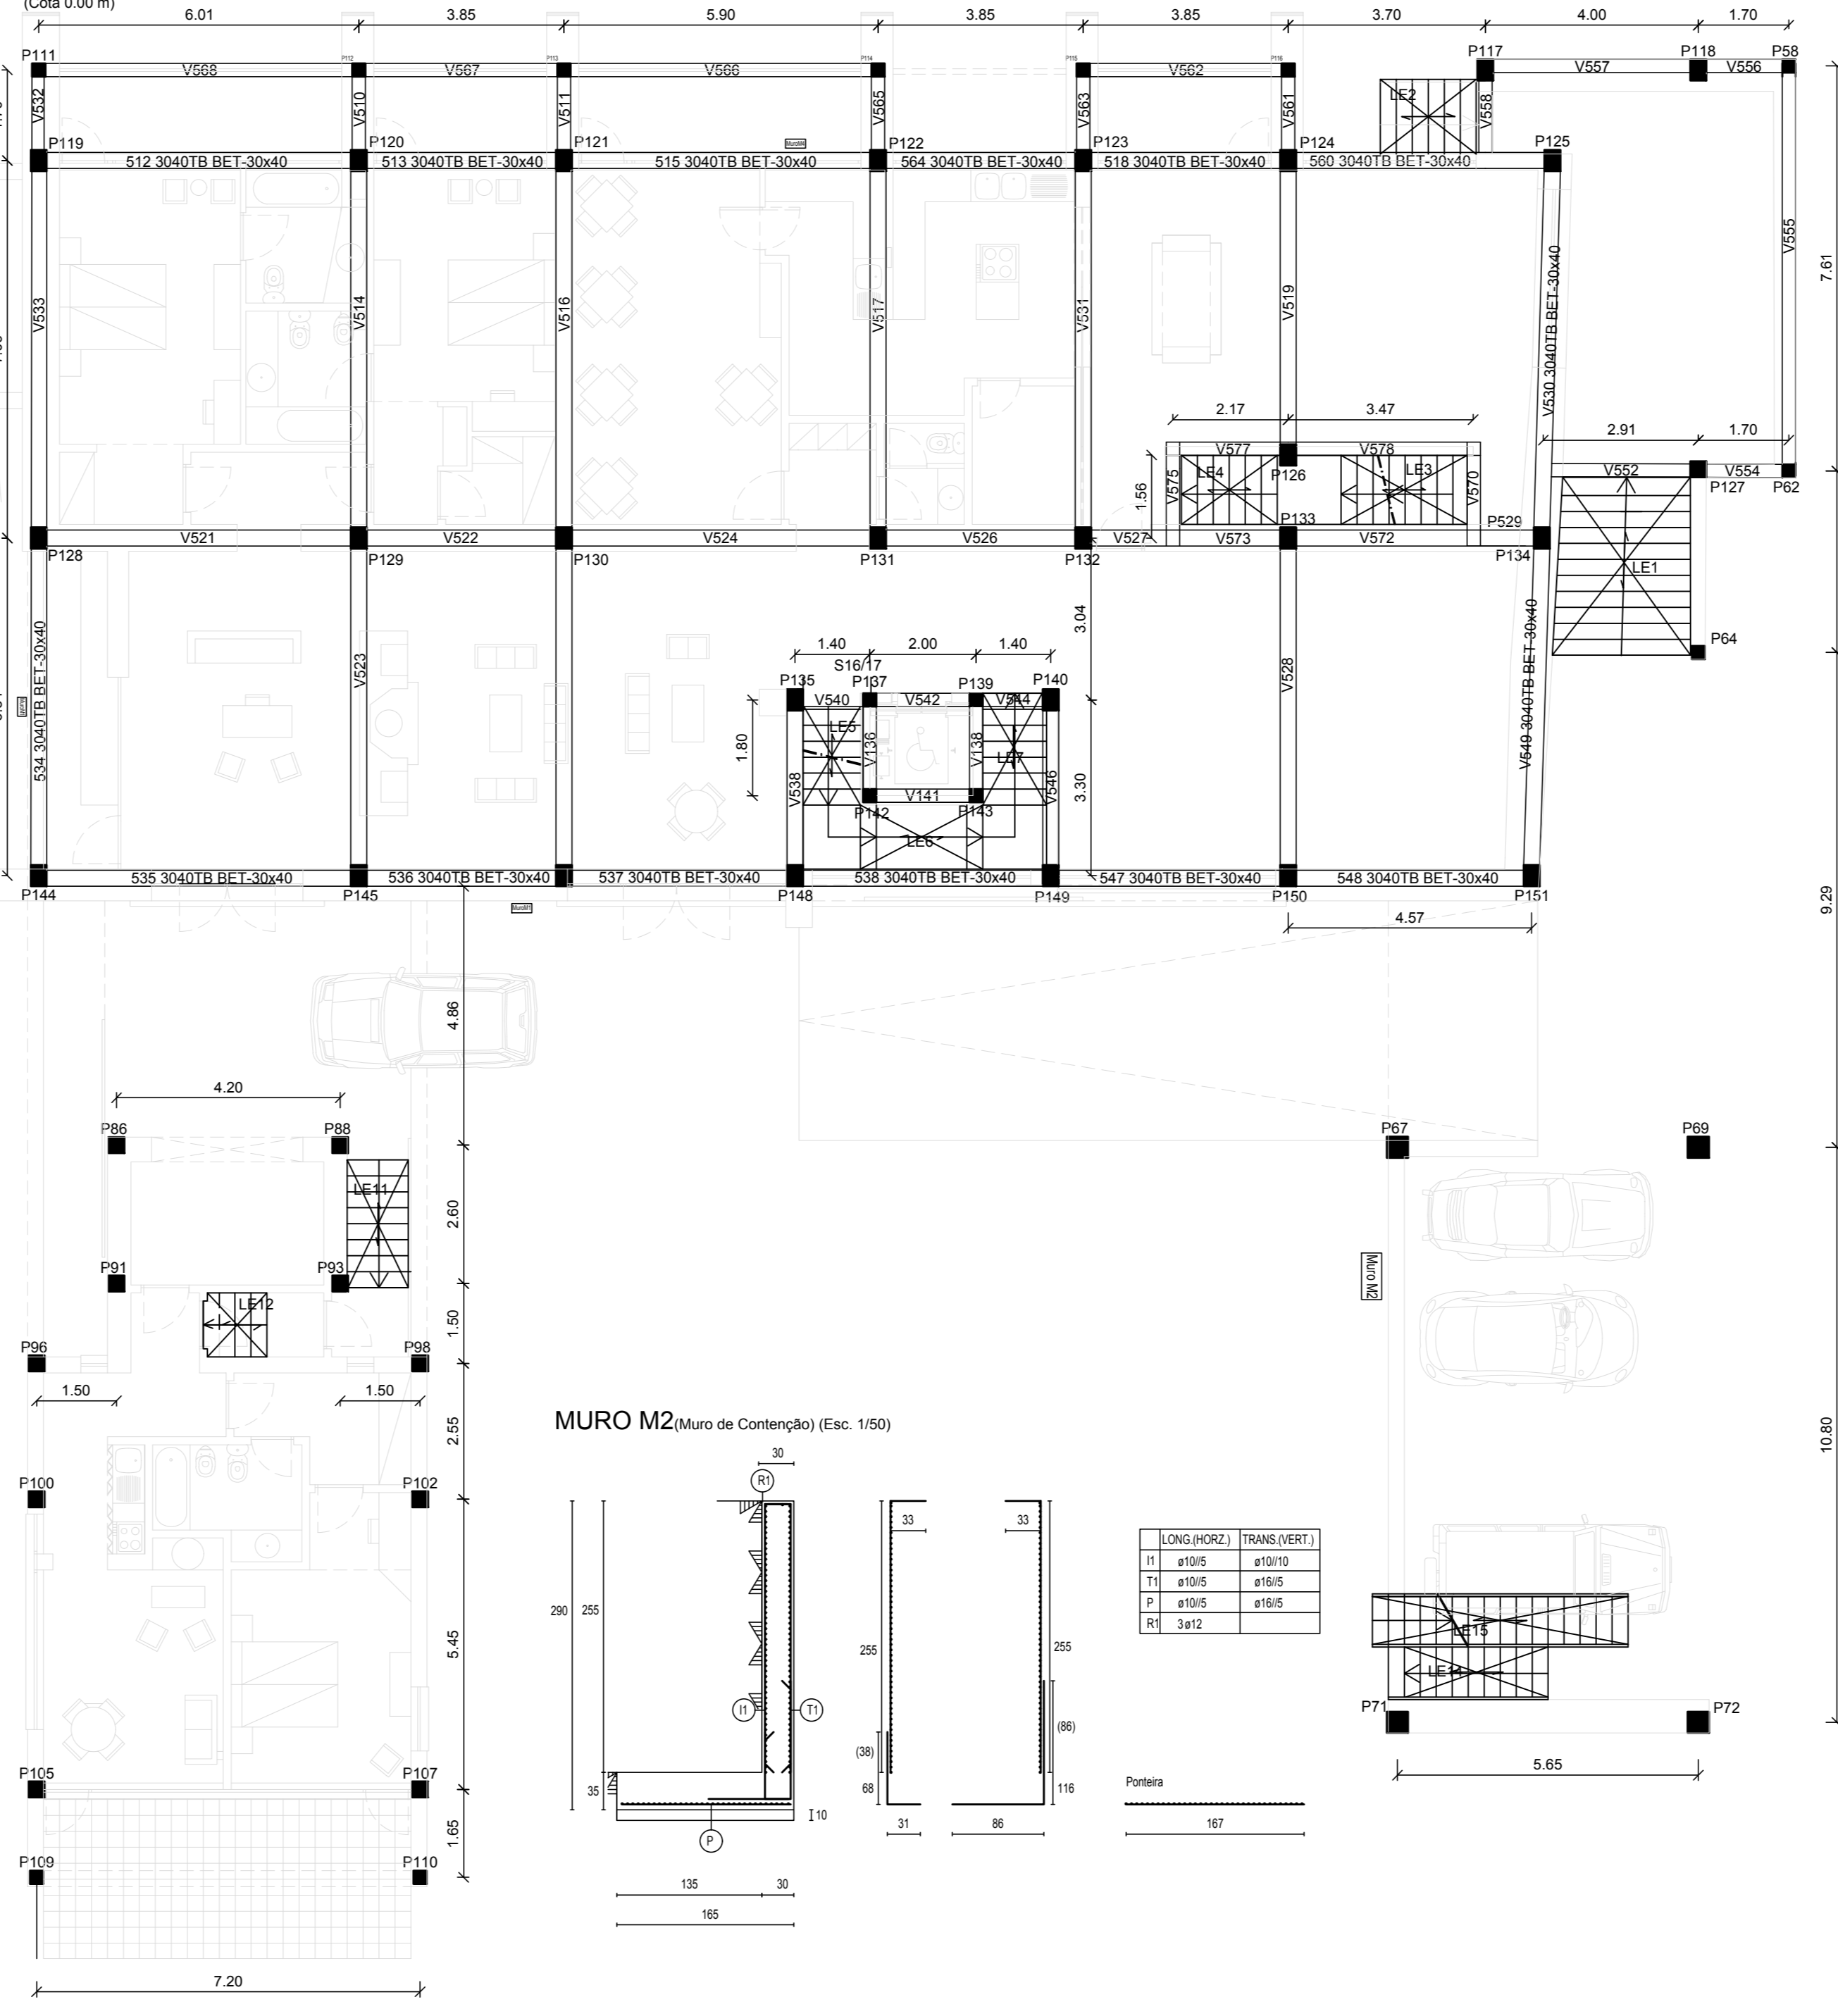 (Cota 0.00 m)
6.01 3.85 5.90 3.85 3.85 3.70 4.00 1.70
P111 P112 P113 P114 P115 P116 P117 P118 P58
V568 V567 V566 V562 V557 V556
V532 V510 V511 V565 V563 V561 LE2 V558
P119 P120 P121 MuroM4 P122 P123 P124 P125
512 3040TB BET-30x40 513 3040TB BET-30x40 515 3040TB BET-30x40 564 3040TB BET-30x40 518 3040TB BET-30x40 560 3040TB BET-30x40
V533 V514 V516 V517 V531 V519 V530 3040TB BET-30x40 V555 7.61
2.17 3.47 2.91 1.70
V577 V578 V552 V554
V575 LE4 P126 LE3 V570 P127 P62
1.56
P133 P529
V521 V522 V524 V526 V527 V573 V572
P128 P129 P130 P131 P132 P134
LE1
3.04
P64
534 3040TB BET-30x40 V523 V528 V549 3040TB BET-30x40
1.40 2.00 1.40
S16/17
P135 P137 P139 P140
V540 V542 V544
LE5 V136 V138 LE7
1.80 V538 V141 V546 3.30
P142 P143
LE6
535 3040TB BET-30x40 536 3040TB BET-30x40 537 3040TB BET-30x40 538 3040TB BET-30x40 547 3040TB BET-30x40 548 3040TB BET-30x40
P144 P145 P148 P149 P150 P151
MuroM1
4.57
9.29
4.86
4.20
P86 P88 P67 P69
LE11
2.60
P91 P93
Muro M2
LE12
1.50
P96 P98
1.50 1.50
2.55
10.80
P100 P102
5.45
LE15
LE14
P71 P72
5.65
P105 P107
1.65
P109 P110
7.20
MURO M2(Muro de Contenção) (Esc. 1/50)
30
R1
33 33
290 255
255 255
I1 T1
(38) (86)
35 68 116
10
P
31 86
Ponteira
167
135 30
165
LONG.(HORZ.) TRANS.(VERT.)
I1 ø10//5 ø10//10
T1 ø10//5 ø16//5
P ø10//5 ø16//5
R1 3ø12